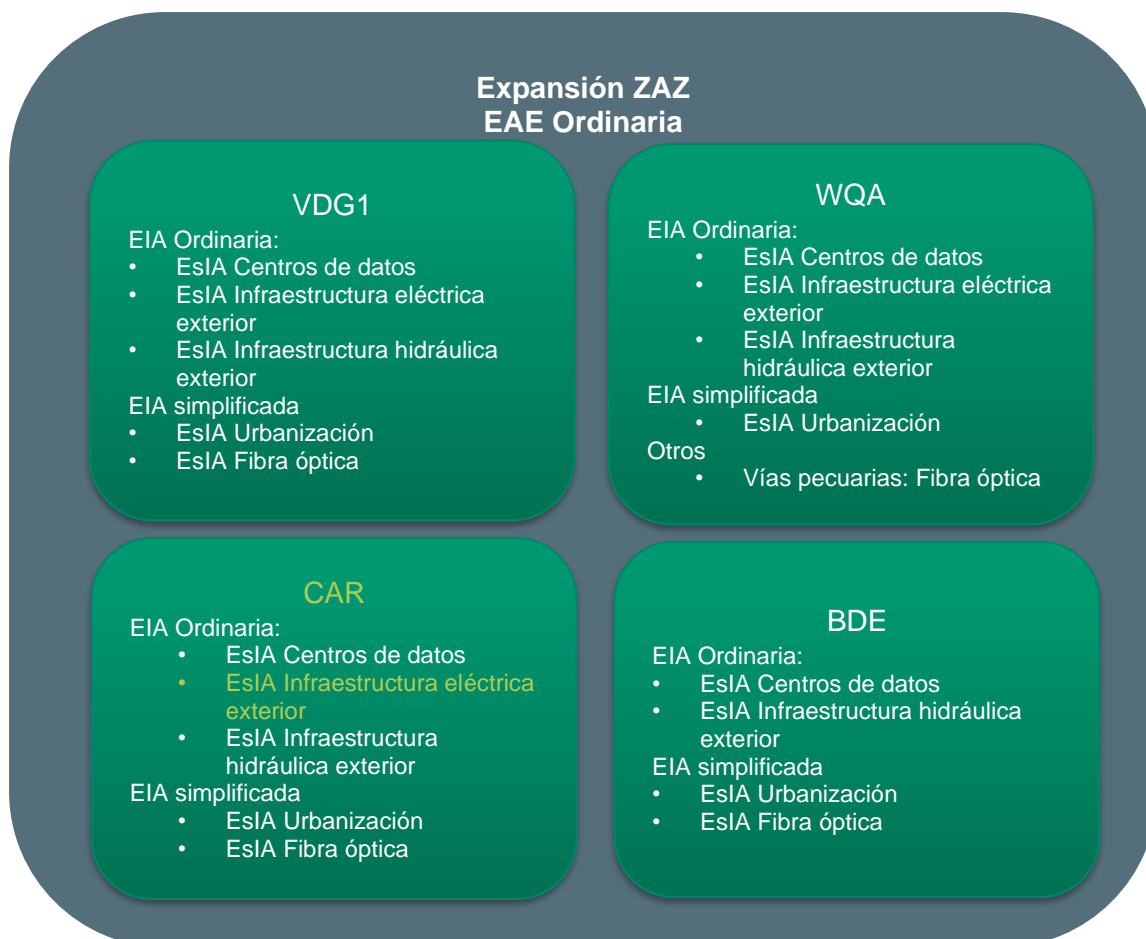 Expansión ZAZ
EAE Ordinaria
VDG1
EIA Ordinaria:
• EsIA Centros de datos
• EsIA Infraestructura eléctrica
exterior
• EsIA Infraestructura hidráulica
exterior
EIA simplificada
• EsIA Urbanización
• EsIA Fibra óptica
WQA
EIA Ordinaria:
• EsIA Centros de datos
• EsIA Infraestructura eléctrica
exterior
• EsIA Infraestructura
hidráulica exterior
EIA simplificada
• EsIA Urbanización
Otros
• Vías pecuarias: Fibra óptica
CAR
EIA Ordinaria:
• EsIA Centros de datos
• EsIA Infraestructura eléctrica
exterior
• EsIA Infraestructura
hidráulica exterior
EIA simplificada
• EsIA Urbanización
• EsIA Fibra óptica
BDE
EIA Ordinaria:
• EsIA Centros de datos
• EsIA Infraestructura hidráulica
exterior
EIA simplificada
• EsIA Urbanización
• EsIA Fibra óptica